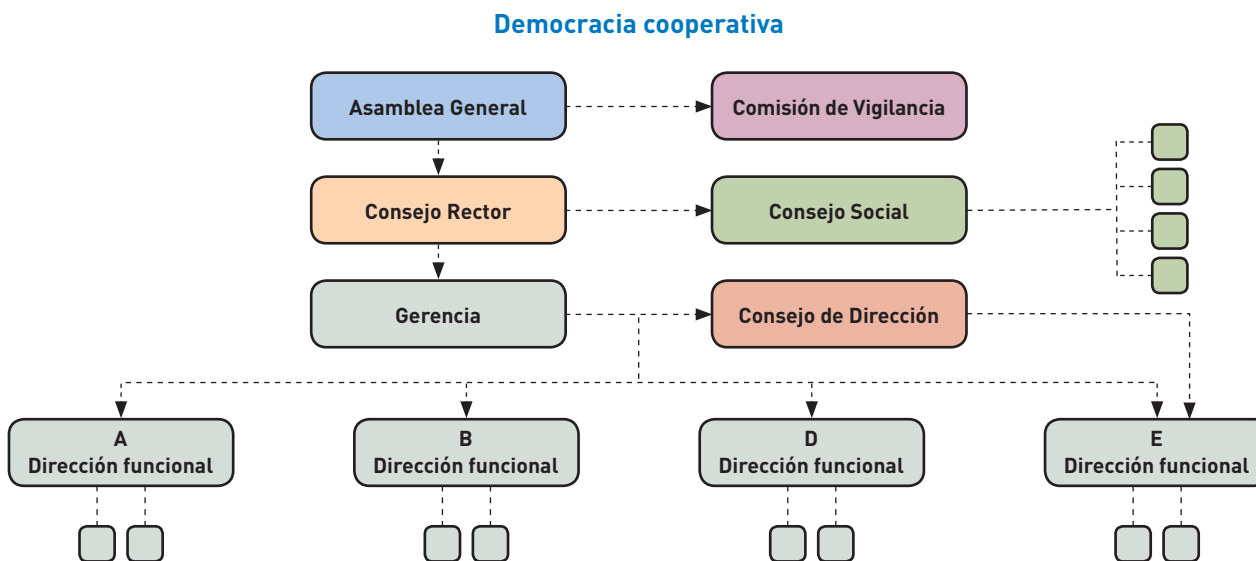 Democracia cooperativa
Asamblea General
Comisión de Vigilancia
Consejo Rector
Consejo Social
Gerencia
Consejo de Dirección
A
Dirección funcional
B
Dirección funcional
D
Dirección funcional
E
Dirección funcional